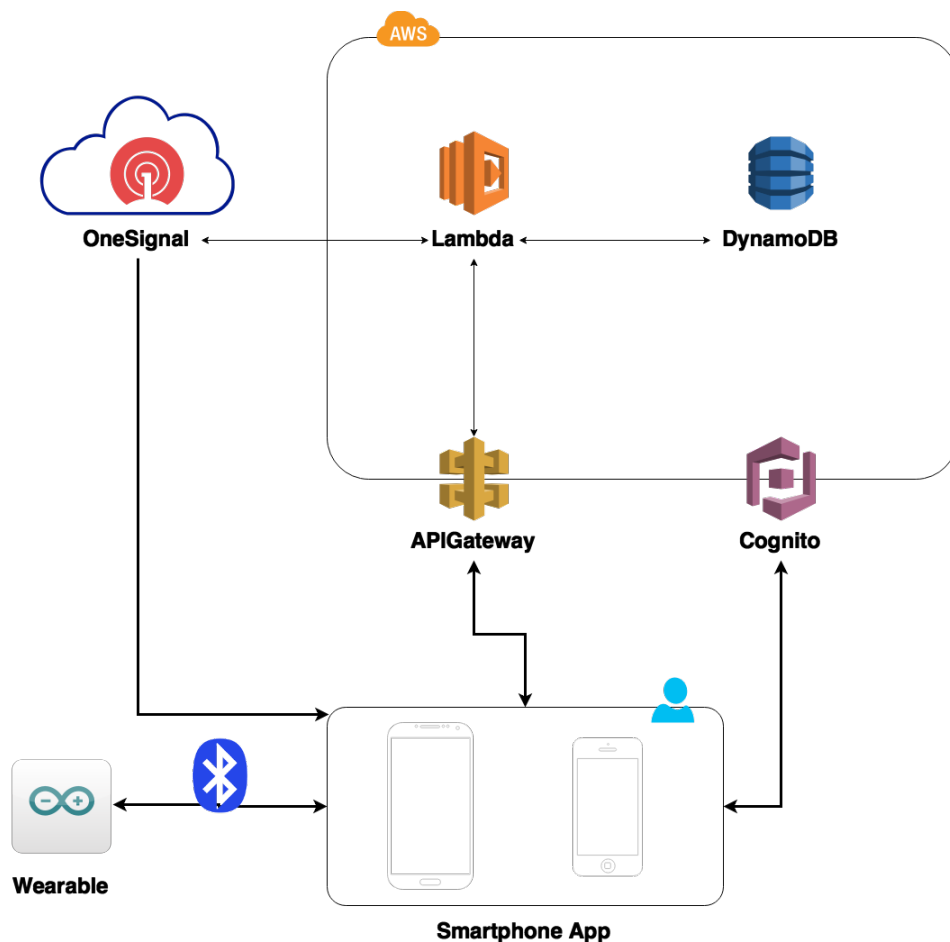 AWS
OneSignal
Lambda
DynamoDB
APIGateway
Cognito
Wearable
Smartphone App